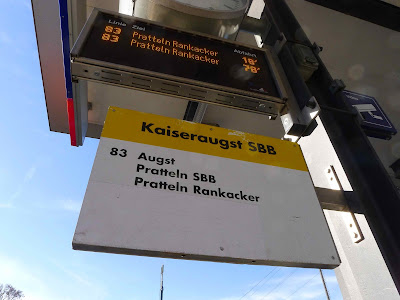 Linie Ziel Abfahrt
83 Pratteln Rankacker 18'
83 Pratteln Rankacker 78'
Kaiseraugst SBB
83 Augst
Pratteln SBB
Pratteln Rankacker